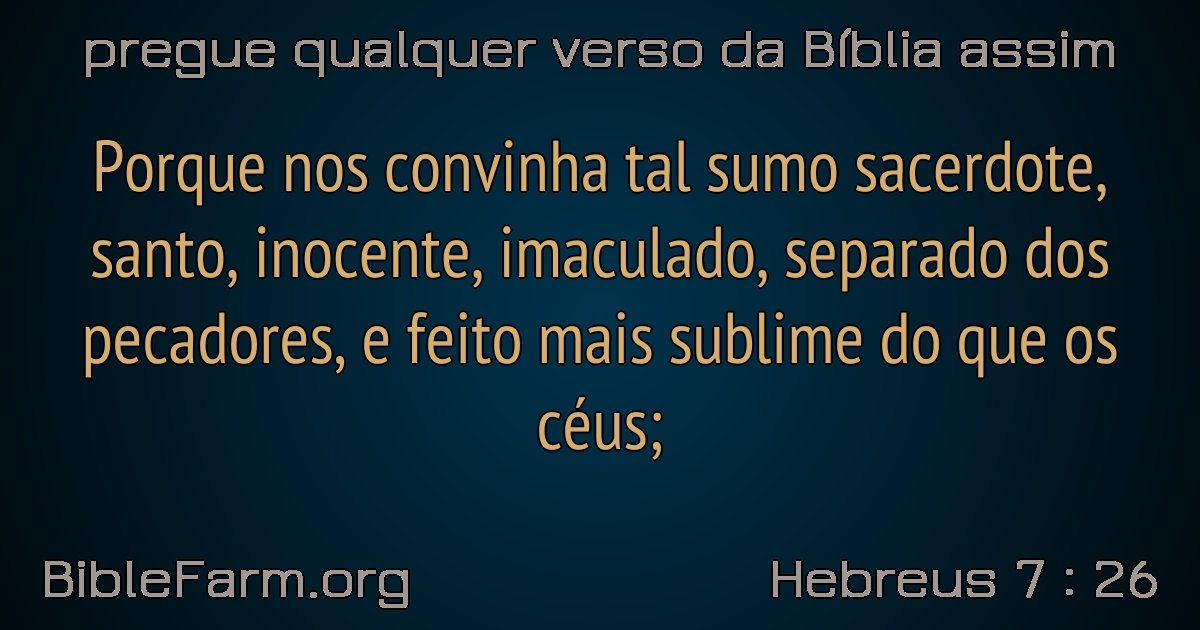 pregue qualquer verso da Bíblia assim
Porque nos convinha tal sumo sacerdote,
santo, inocente, imaculado, separado dos
pecadores, e feito mais sublime do que os
céus;
BibleFarm.org
Hebreus 7 : 26